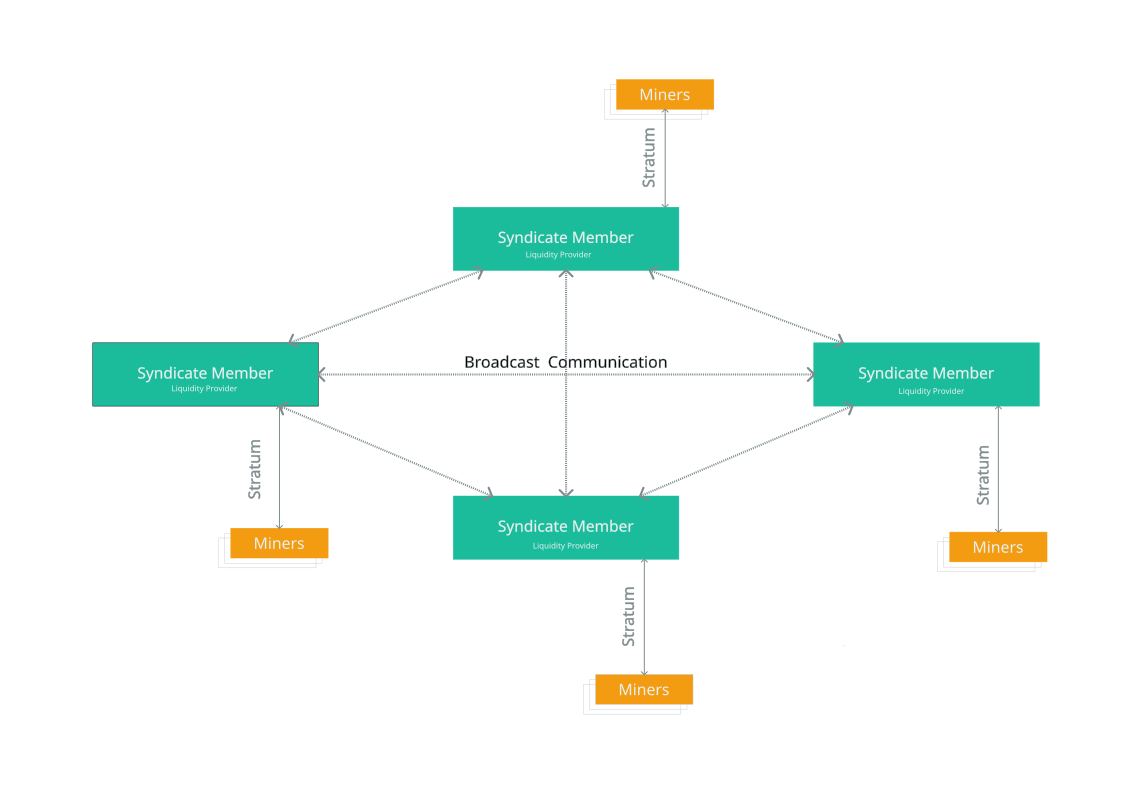 Miners
Stratum
Syndicate Member
Liquidity Provider
Broadcast  Communication
Syndicate Member
Liquidity Provider
Syndicate Member
Liquidity Provider
Stratum
Stratum
Syndicate Member
Liquidity Provider
Miners
Miners
Stratum
Miners